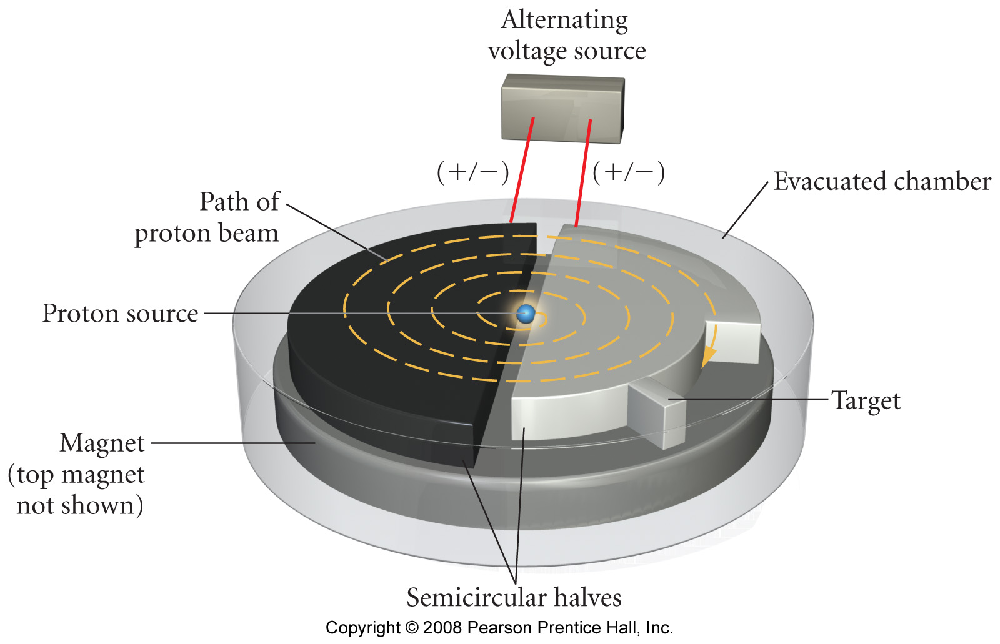 Alternating
voltage source
(+/−)
(+/−)
Evacuated chamber
Path of
proton beam
Proton source
Target
Magnet
(top magnet
not shown)
Semicircular halves
Copyright © 2008 Pearson Prentice Hall, Inc.